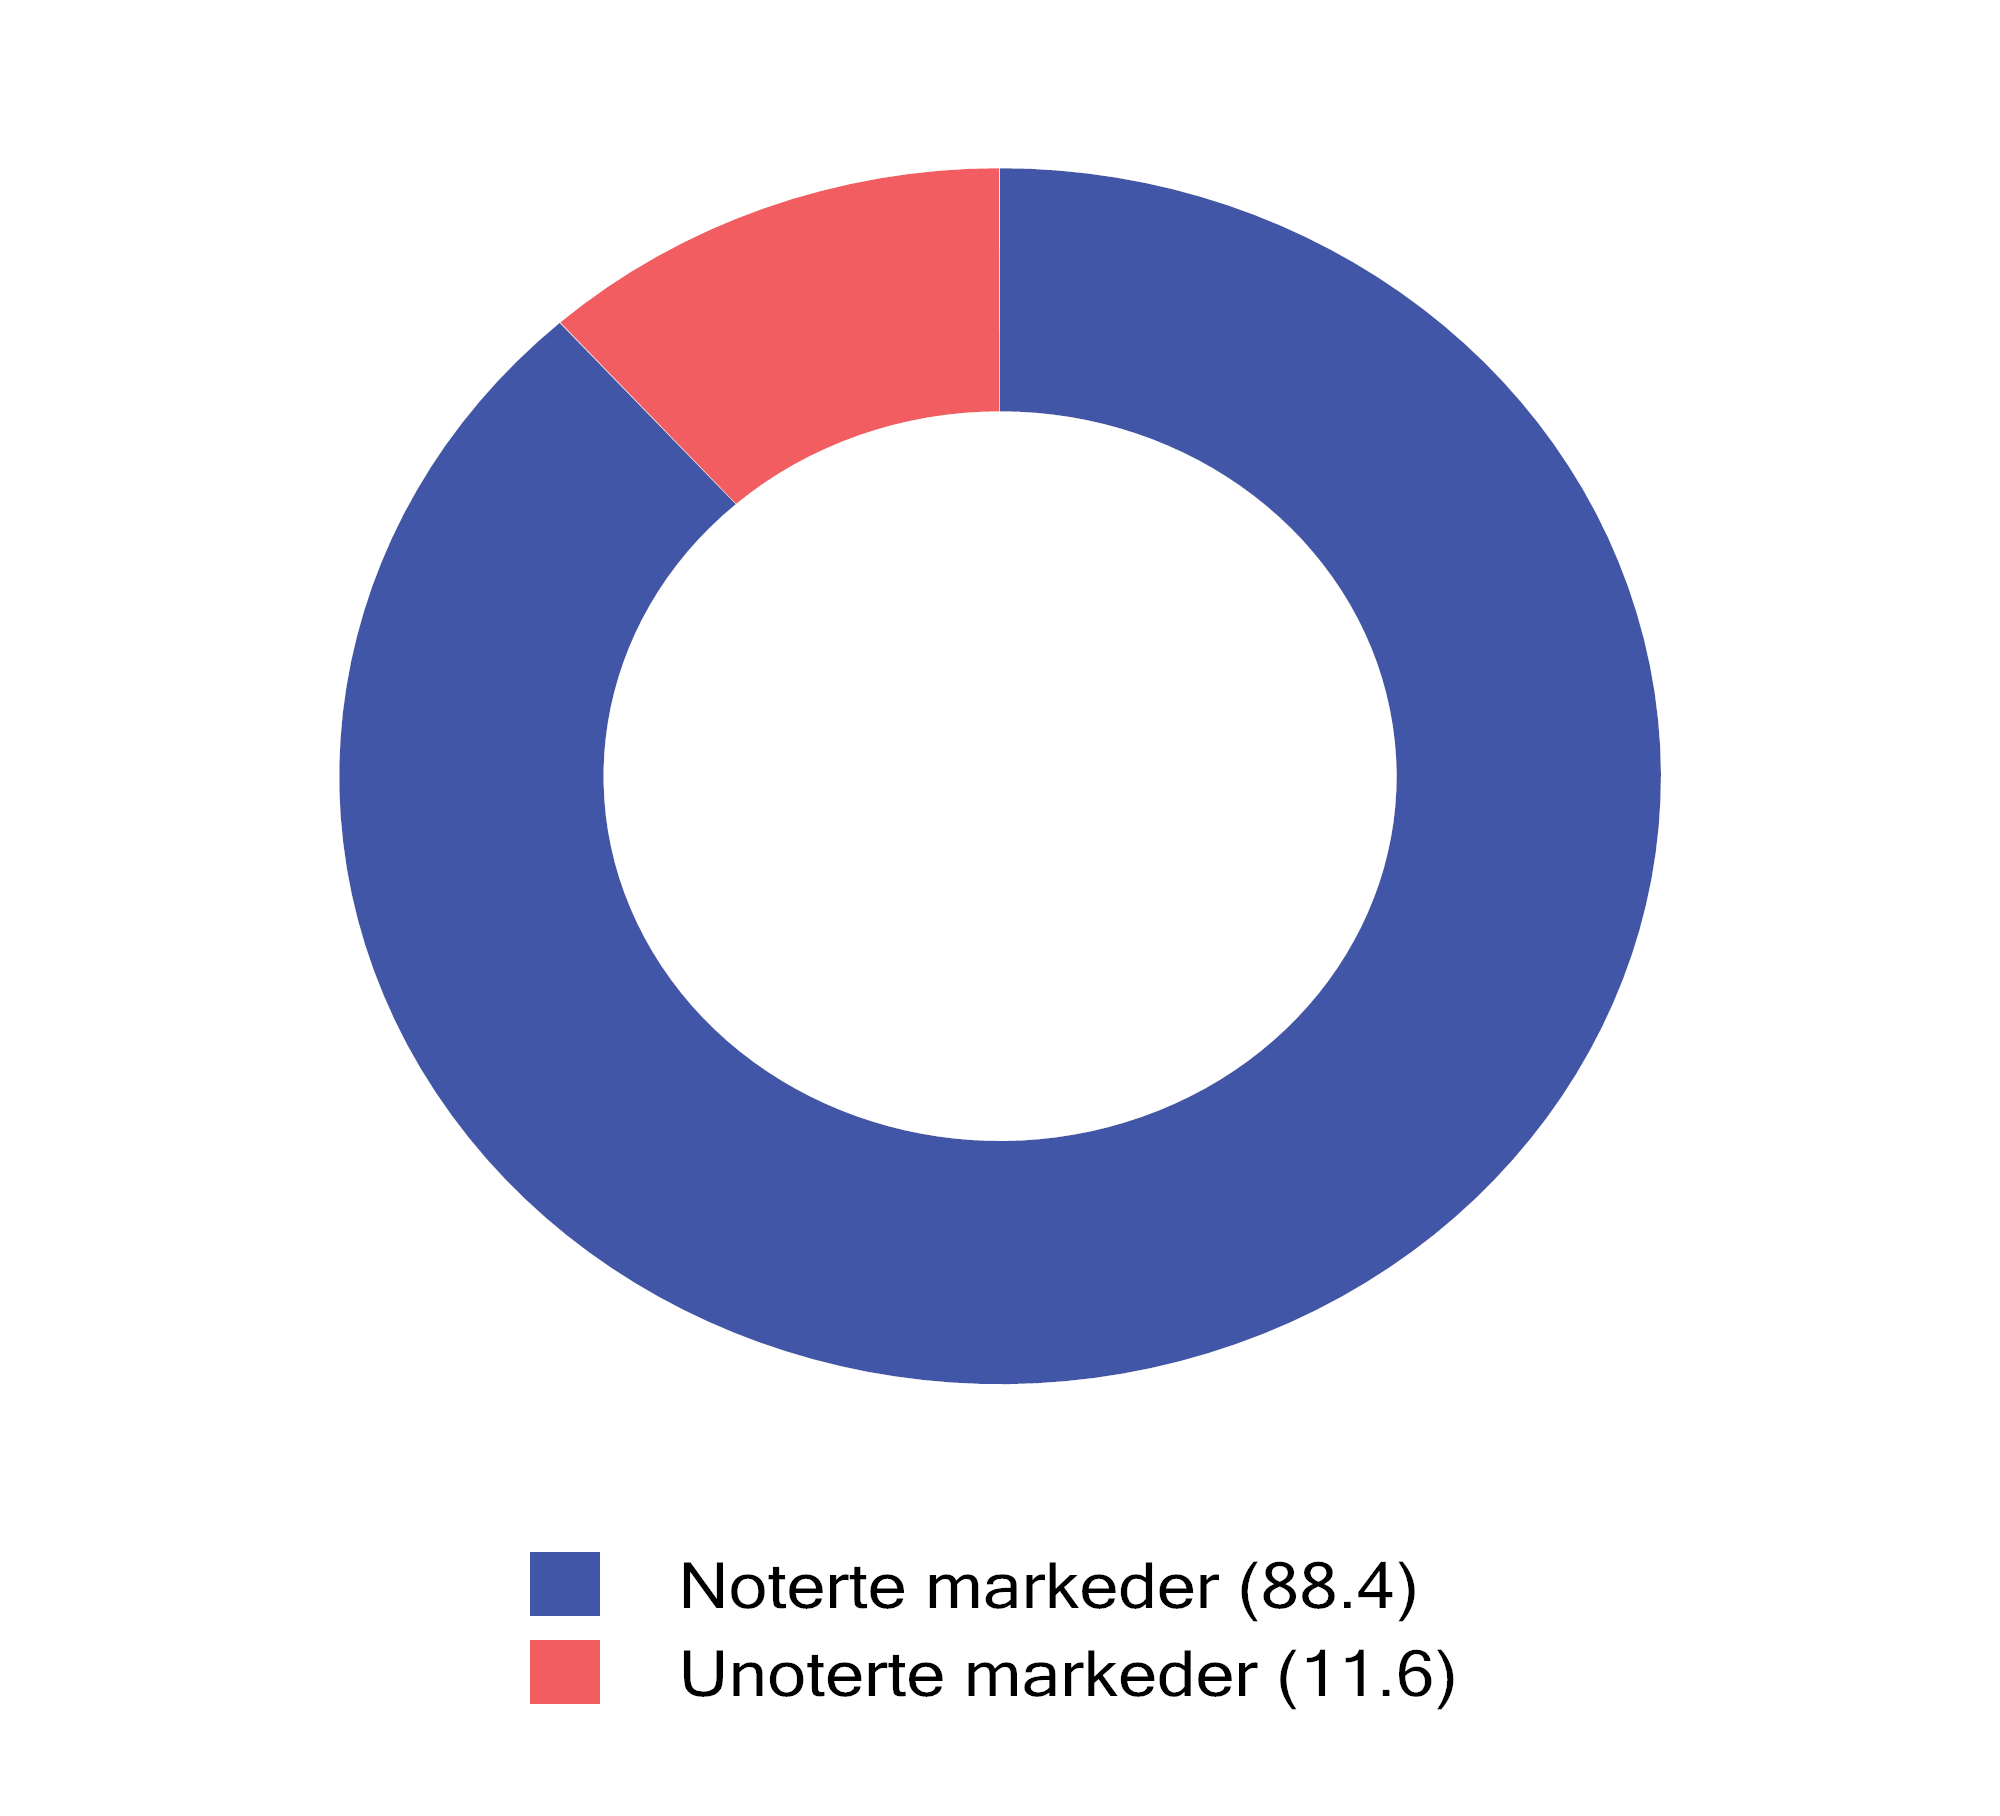 Noterte markeder (88.4)
Unoterte markeder (11.6)